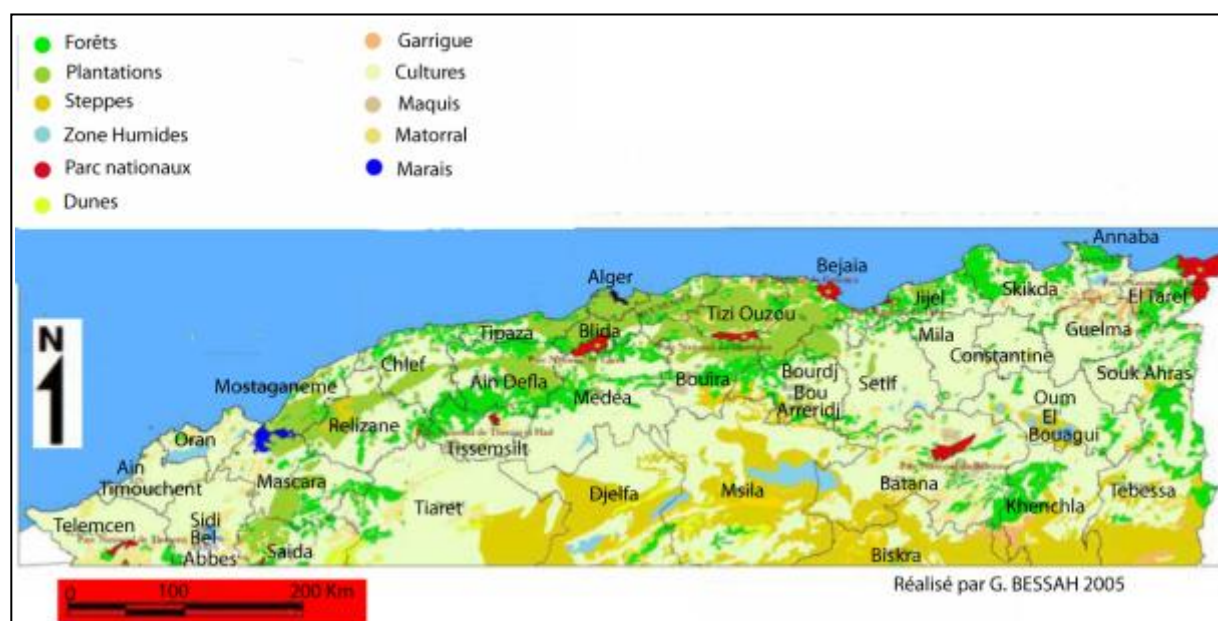 Forêts
Plantations
Steppes
Zone Humides
Parc nationaux
Dunes
Garrigue
Cultures
Maquis
Matorral
Marais
Annaba
Bejaia
Alger
Skikda
El Taref
Jijel
Tizi Ouzou
Guelma
Tipaza
Blida
Mila
Constantine
Chlef
Souk Ahras
Bourdj
Bou
Arreridj
Setif
Mostaganeme
Ain Defla
Bouira
Medéa
Oum
El
Bouagui
N
Relizane
Oran
Tissemsilt
Ain
Timouchent
Mascara
Djelfa
Msila
Batana
Khenchla
Tebessa
Tiaret
Telemcen
Sidi
Bel
Abbes
Saida
Biskra
0 100 200 Km
Réalisé par G. BESSAH 2005